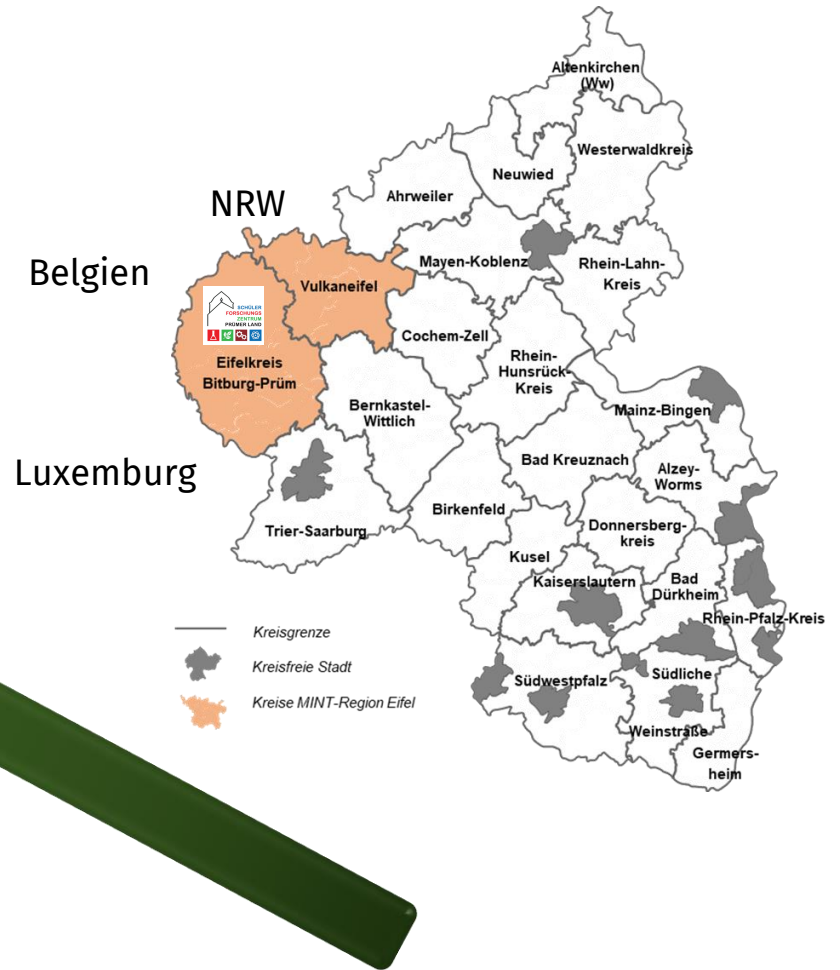 Altenkirchen
(Ww)
Westerwaldkreis
Neuwied
Ahrweiler
NRW
Belgien
Mayen-Koblenz
Rhein-Lahn-
Kreis
Vulkaneifel
SCHÜLER
FORSCHUNGS
ZENTRUM
PRÜMER LAND
Cochem-Zell
Eifelkreis
Bitburg-Prüm
Rhein-
Hunsrück-
Kreis
Bernkastel-
Wittlich
Mainz-Bingen
Luxemburg
Bad Kreuznach
Alzey-
Worms
Birkenfeld
Trier-Saarburg
Donnersberg-
kreis
Kusel
Kaiserslautern
Bad
Dürkheim
Rhein-Pfalz-Kreis
Kreisgrenze
Kreisfreie Stadt
Kreise MINT-Region Eifel
Südwestpfalz
Südliche
Weinstraße
Germers-
heim